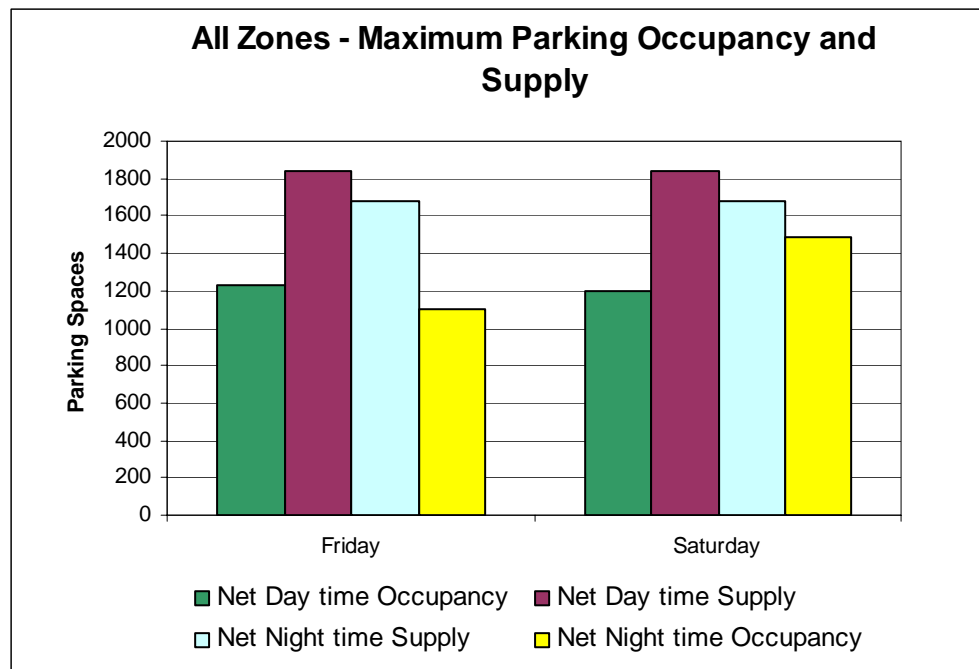 All Zones - Maximum Parking Occupancy and
Supply
Parking Spaces
2000
1800
1600
1400
1200
1000
800
600
400
200
0
Friday
Saturday
Net Day time Occupancy
Net Day time Supply
Net Night time Supply
Net Night time Occupancy